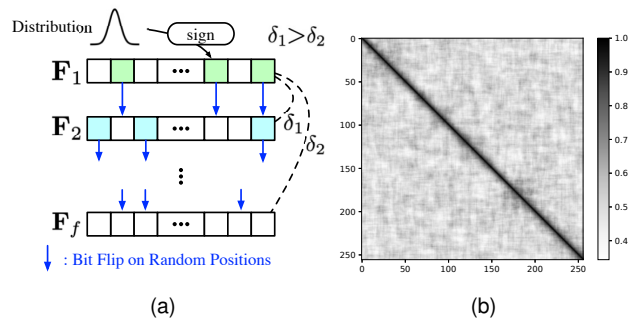 Distribution
sign
δ₁>δ₂
F₁
•••
F₂
•••
δ₁
δ₂
F_f
•••
: Bit Flip on Random Positions
(a)
0
50
100
150
200
250
0 50 100 150 200 250
1.0
0.9
0.8
0.7
0.6
0.5
0.4
(b)